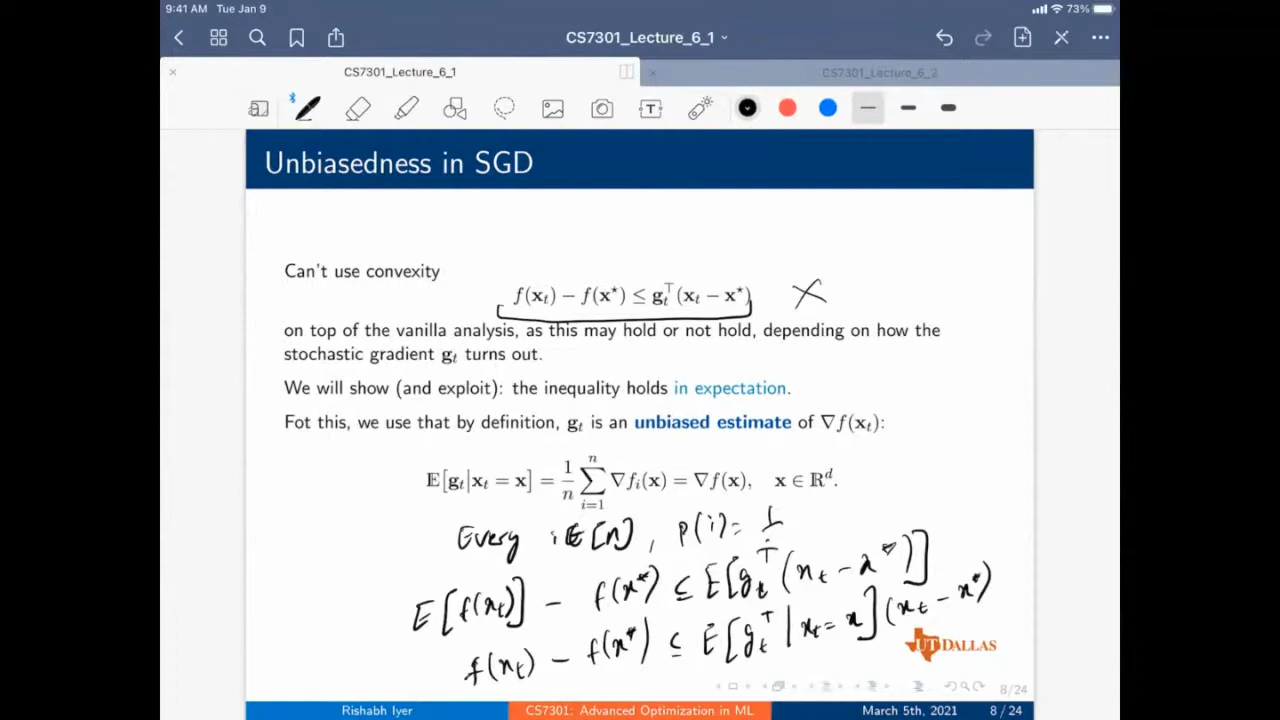 9:41 AM Tue Jan 9
73%
CS7301_Lecture_6_1
CS7301_Lecture_6_1
CS7301_Lecture_6_2
Unbiasedness in SGD
Can't use convexity
f(x_t) − f(x*) ≤ g_t^⊤(x_t − x*)
on top of the vanilla analysis, as this may hold or not hold, depending on how the
stochastic gradient g_t turns out.
We will show (and exploit): the inequality holds in expectation.
Fot this, we use that by definition, g_t is an unbiased estimate of ∇f(x_t):
E[g_t|x_t = x] = 1/n ∑_{i=1}^{n} ∇f_i(x) = ∇f(x), x ∈ R^d.
Every i ∈ [n], p(i) = 1/
E[f(x_t)] − f(x*) ≤ E[g_t^⊤ (x_t − x*)]
f(x_t) − f(x*) ≤ E[g_t^⊤ | x_t = x] (x_t − x*)
UT DALLAS
8/24
Rishabh Iyer CS7301: Advanced Optimization in ML March 5th, 2021 8 / 24